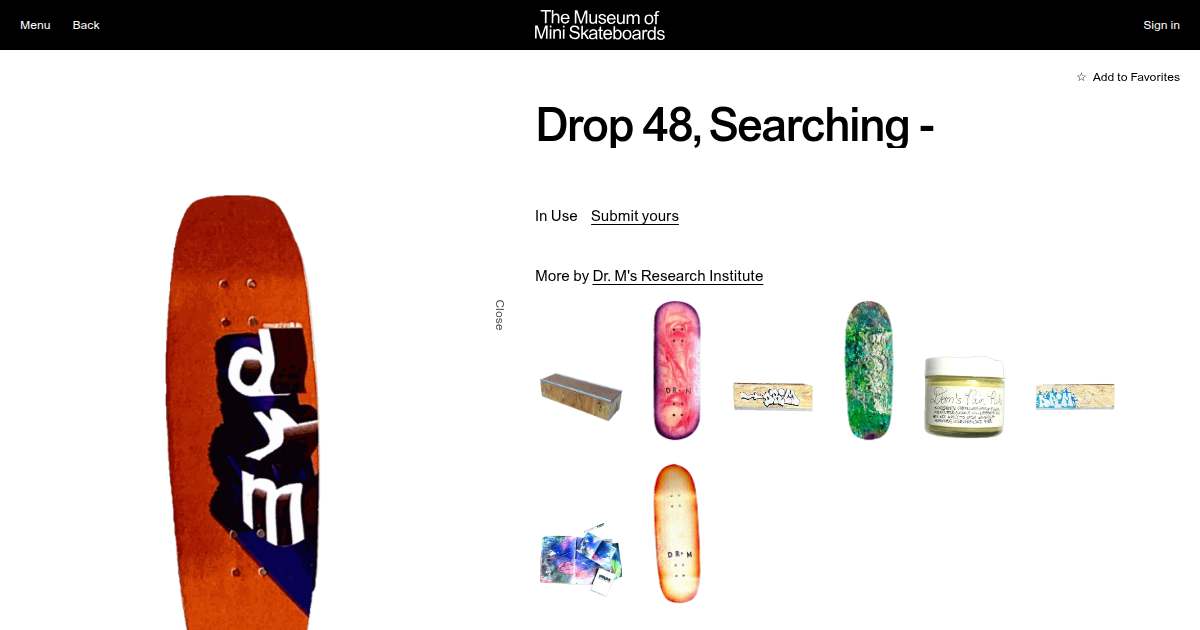 Menu
Back
The Museum of
Mini Skateboards
Sign in
☆ Add to Favorites
Drop 48, Searching -
In Use
Submit yours
More by Dr. M's Research Institute
Close
drm
DR M
DR M